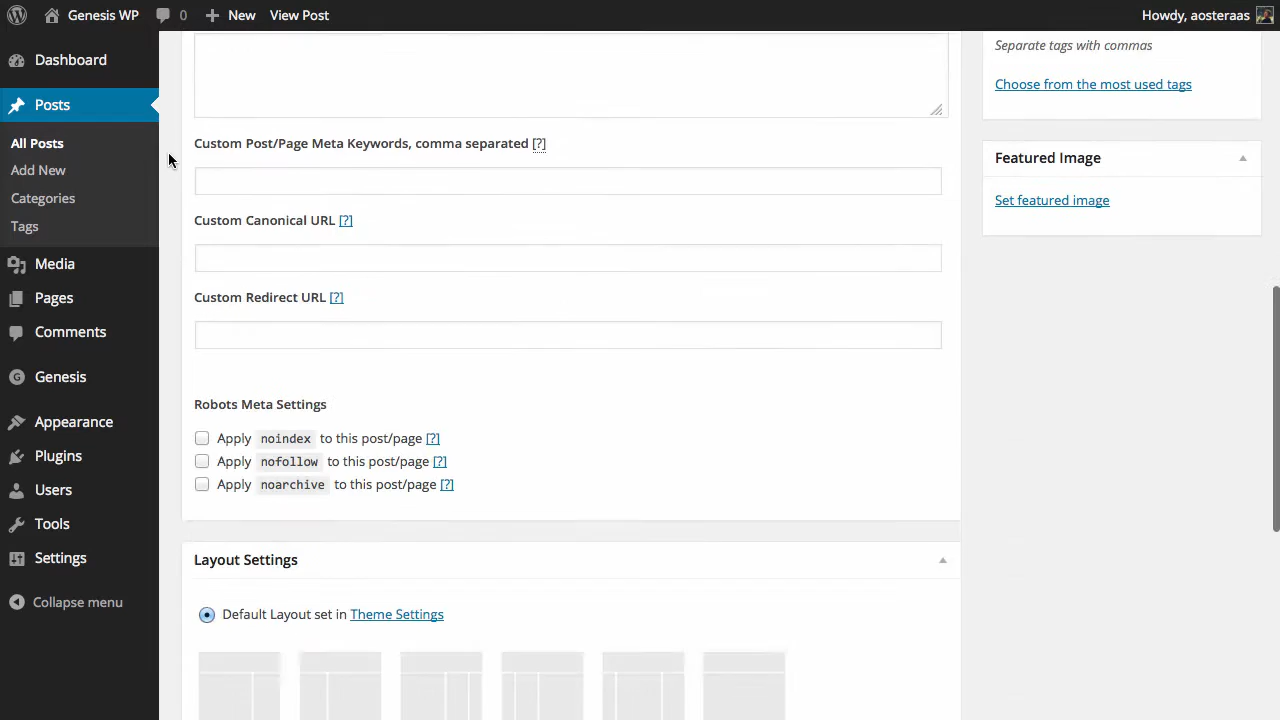 Genesis WP
0
New
View Post
Howdy, aosteraas
Dashboard
Posts
All Posts
Add New
Categories
Tags
Media
Pages
Comments
Genesis
Appearance
Plugins
Users
Tools
Settings
Collapse menu
Custom Post/Page Meta Keywords, comma separated [?]
Custom Canonical URL [?]
Custom Redirect URL [?]
Robots Meta Settings
Apply noindex to this post/page [?]
Apply nofollow to this post/page [?]
Apply noarchive to this post/page [?]
Layout Settings
Default Layout set in Theme Settings
Separate tags with commas
Choose from the most used tags
Featured Image
Set featured image